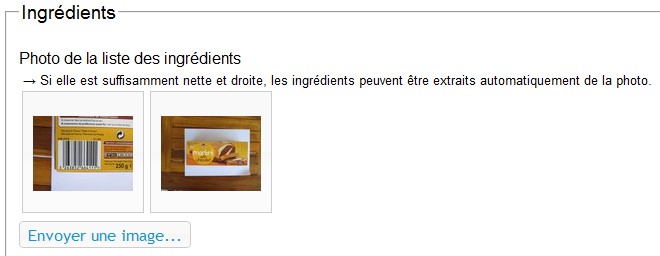 Ingrédients
Photo de la liste des ingrédients
→ Si elle est suffisamment nette et droite, les ingrédients peuvent être extraits automatiquement de la photo.
250 g
Envoyer une image...